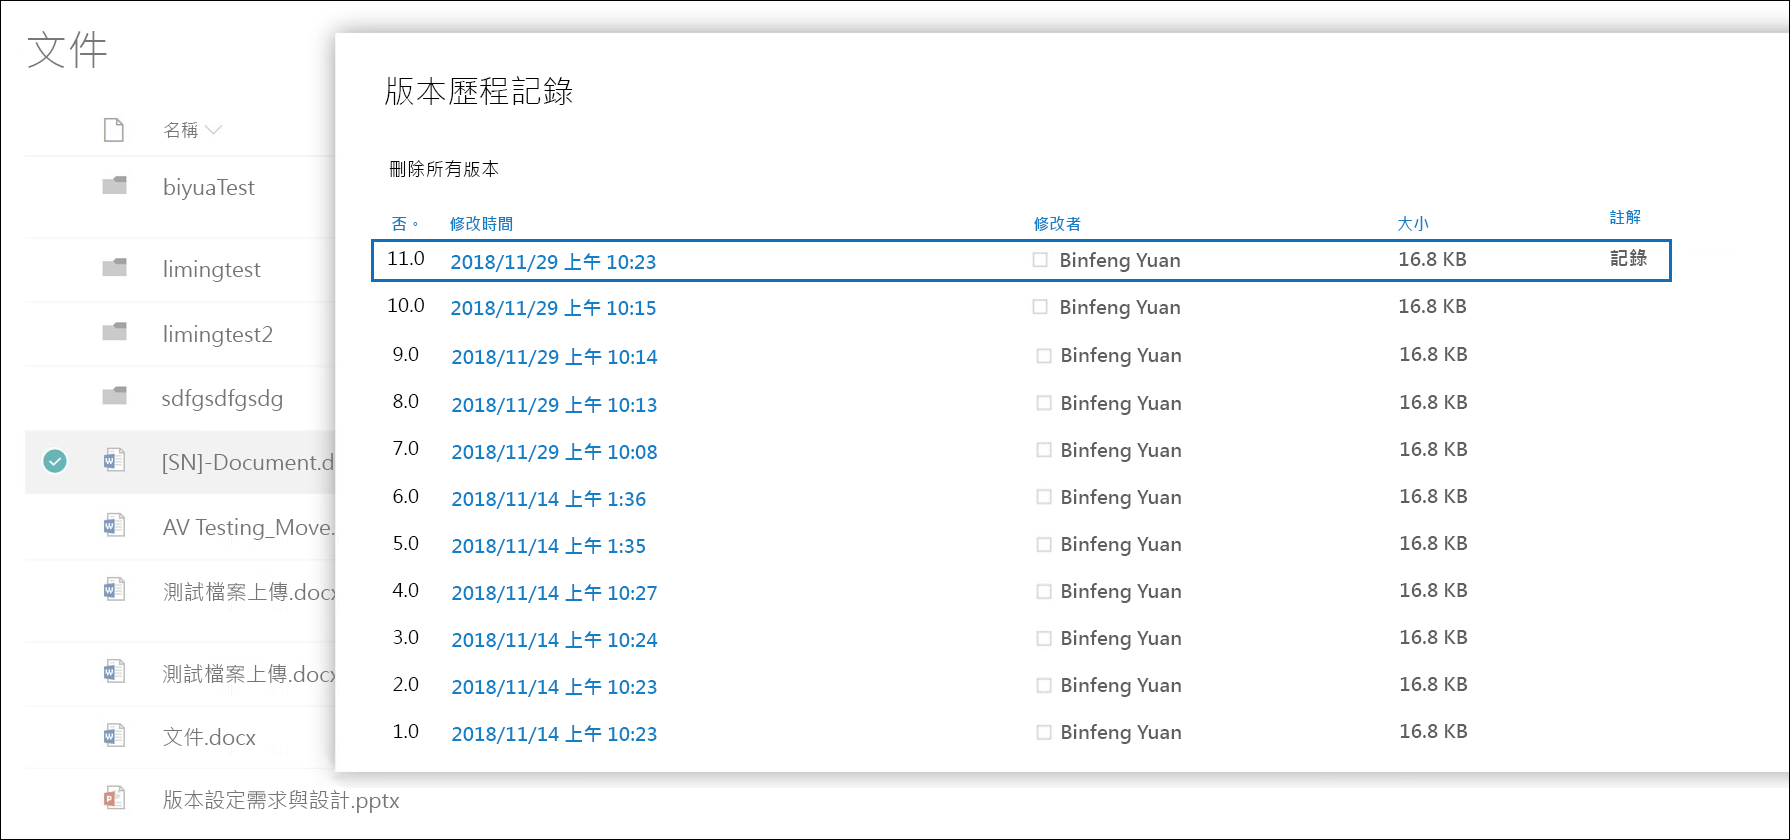 文件
名稱
biyuaTest
limingtest
limingtest2
sdfgsdfgsdg
[SN]-Document.d
AV Testing_Move.
測試檔案上傳.docx
測試檔案上傳.docx
文件.docx
版本設定需求與設計.pptx
版本歷程記錄
刪除所有版本
否。 修改時間 修改者 大小 註解
11.0 2018/11/29 上午 10:23 Binfeng Yuan 16.8 KB 記錄
10.0 2018/11/29 上午 10:15 Binfeng Yuan 16.8 KB
9.0 2018/11/29 上午 10:14 Binfeng Yuan 16.8 KB
8.0 2018/11/29 上午 10:13 Binfeng Yuan 16.8 KB
7.0 2018/11/29 上午 10:08 Binfeng Yuan 16.8 KB
6.0 2018/11/14 上午 1:36 Binfeng Yuan 16.8 KB
5.0 2018/11/14 上午 1:35 Binfeng Yuan 16.8 KB
4.0 2018/11/14 上午 10:27 Binfeng Yuan 16.8 KB
3.0 2018/11/14 上午 10:24 Binfeng Yuan 16.8 KB
2.0 2018/11/14 上午 10:23 Binfeng Yuan 16.8 KB
1.0 2018/11/14 上午 10:23 Binfeng Yuan 16.8 KB